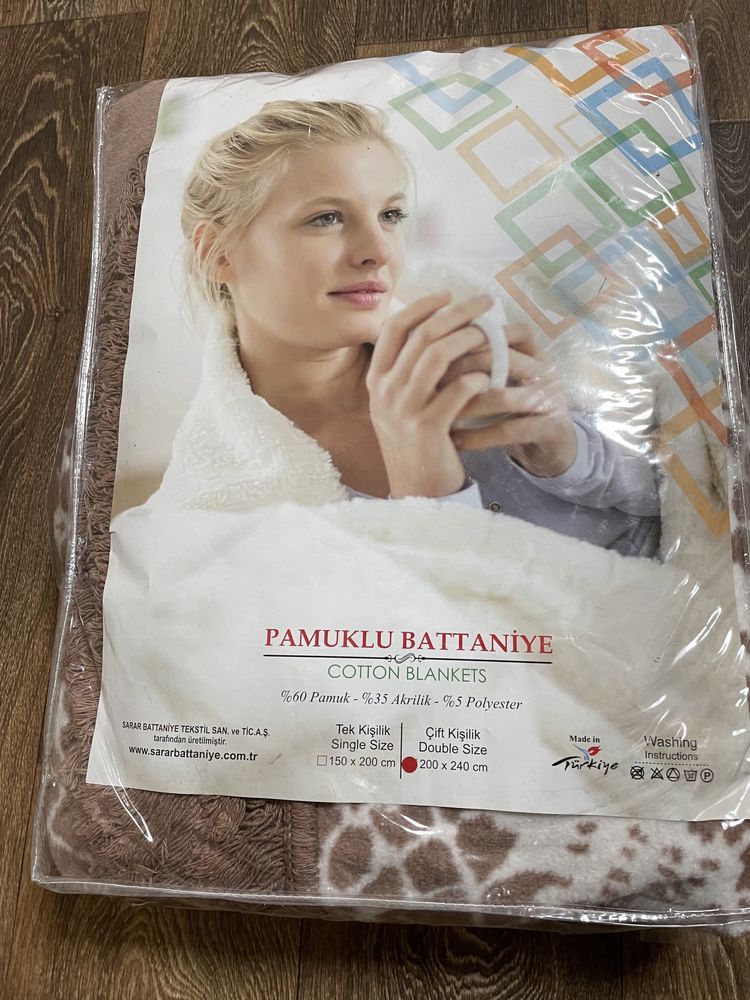 PAMUKLU BATTANİYE
COTTON BLANKETS
%60 Pamuk - %35 Akrilik - %5 Polyester
SARAR BATTANİYE TEKSTİL SAN. ve TİC.A.Ş.
tarafından üretilmiştir.
www.sararbattaniye.com.tr
Tek Kişilik
Single Size
150 x 200 cm
Çift Kişilik
Double Size
200 x 240 cm
Made in
Türkiye
Washing
Instructions
P